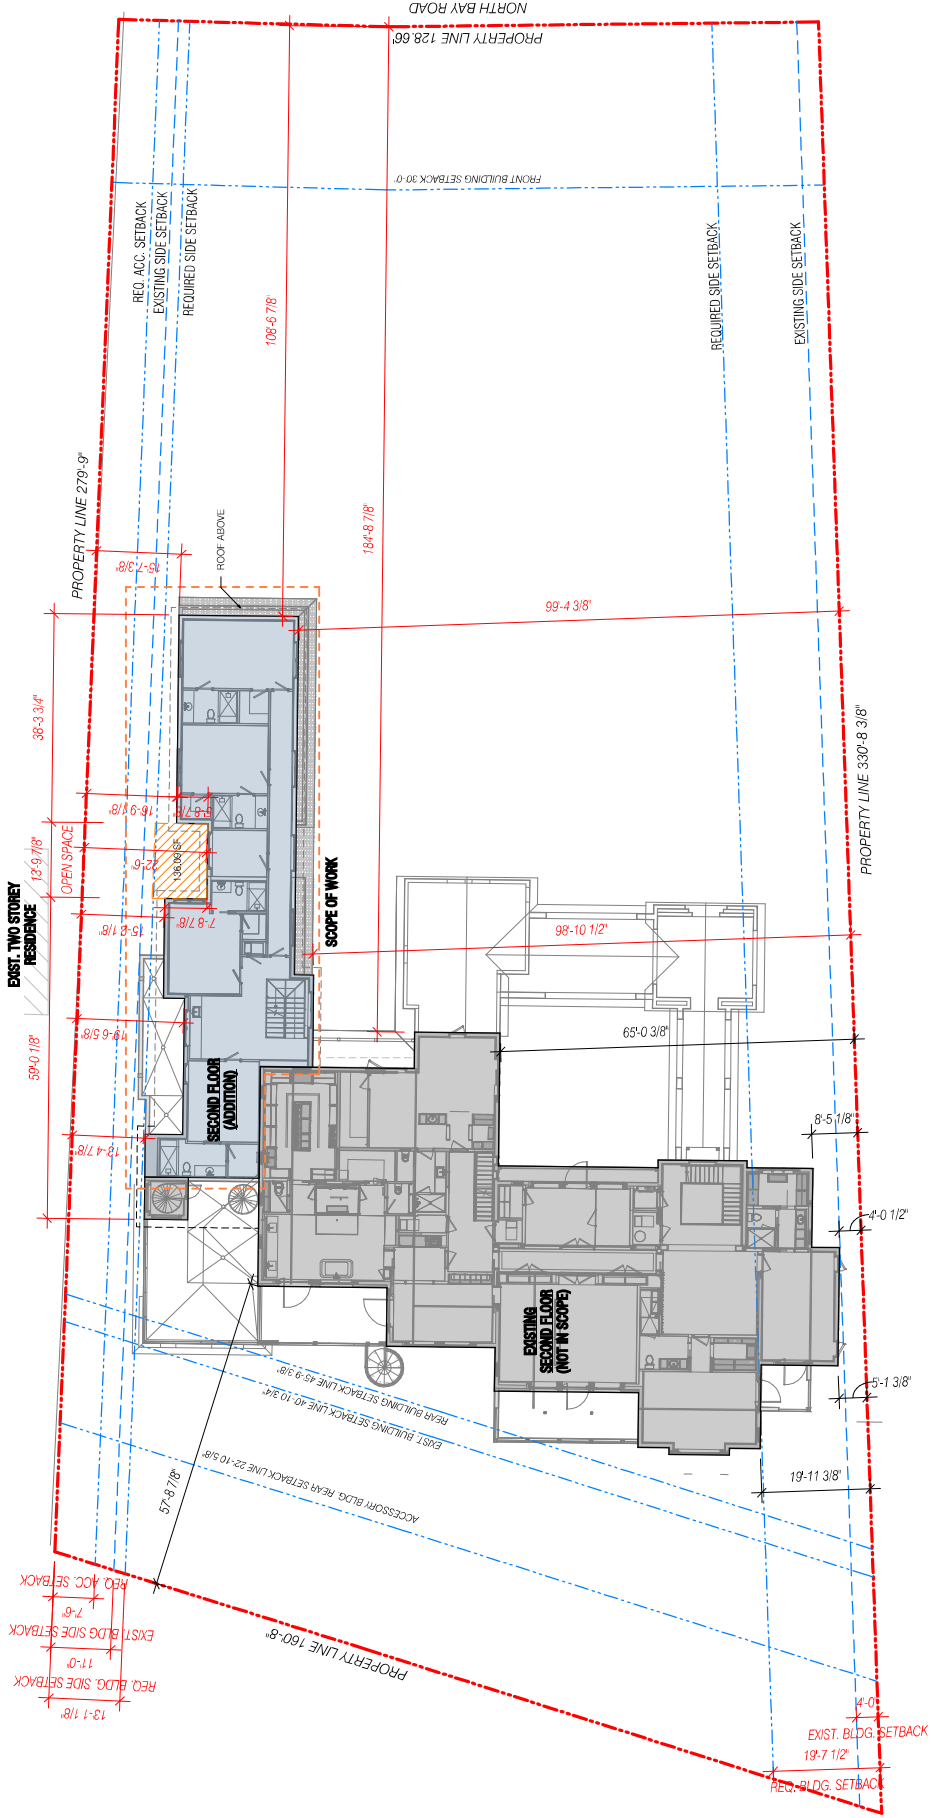 NORTH BAY ROAD
PROPERTY LINE 128.66'
FRONT BUILDING SETBACK 30'-0"
REQ. ACC. SETBACK
EXISTING SIDE SETBACK
REQUIRED SIDE SETBACK
REQUIRED SIDE SETBACK
EXISTING SIDE SETBACK
108'-6 7/8"
184'-8 7/8"
PROPERTY LINE 279'-9"
15'-7 3/8"
ROOF ABOVE
99'-4 3/8"
38'-3 3/4"
PROPERTY LINE 330'-8 3/8"
16'-9 1/8"
5'-8 7/8"
13'-9 7/8"
OPEN SPACE
22'-6"
136.09 SF
EXIST. TWO STOREY
RESIDENCE
SCOPE OF WORK
15'-2 1/8"
7'-8 7/8"
98'-10 1/2"
59'-0 1/8"
19'-6 5/8"
65'-0 3/8"
SECOND FLOOR
(ADDITION)
13'-4 7/8"
8'-5 1/8"
4'-0 1/2"
EXISTING
SECOND FLOOR
(NOT IN SCOPE)
REAR BUILDING SETBACK LINE 45'-9 3/8"
EXIST. BUILDING SETBACK LINE 40'-10 3/4"
ACCESSORY BLDG. REAR SETBACK LINE 22'-10 5/8"
5'-1 3/8"
57'-8 7/8"
19'-11 3/8"
REQ. ACC. SETBACK
7'-6"
EXIST. BLDG SIDE SETBACK
11'-0"
REQ. BLDG. SIDE SETBACK
13'-1 1/8"
PROPERTY LINE 160'-8"
4'-0"
EXIST. BLDG. SETBACK
19'-7 1/2"
REQ. BLDG. SETBACK